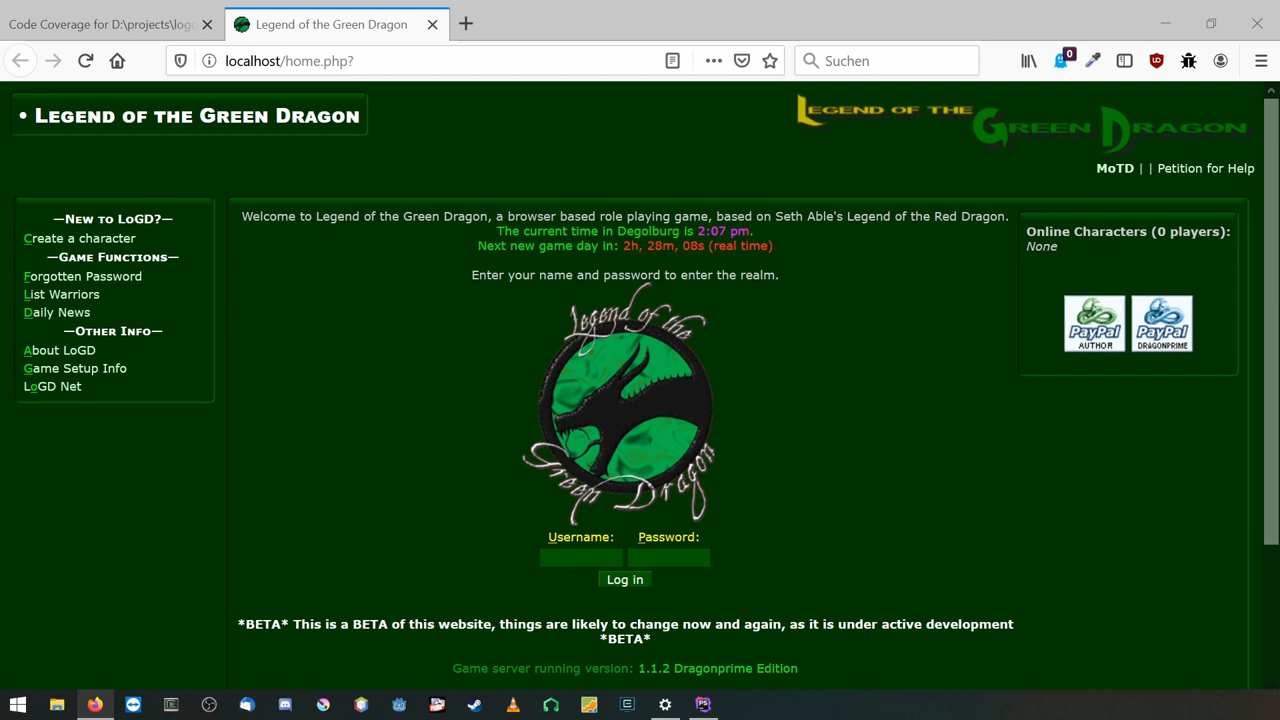 Code Coverage for D:\projects\logd
Legend of the Green Dragon
localhost/home.php?
Suchen
0
• Legend of the Green Dragon
Legend of the Green Dragon
MoTD | | Petition for Help
—New to LoGD?—
Create a character
—Game Functions—
Forgotten Password
List Warriors
Daily News
—Other Info—
About LoGD
Game Setup Info
LoGD Net
Welcome to Legend of the Green Dragon, a browser based role playing game, based on Seth Able's Legend of the Red Dragon.
The current time in Degolburg is 2:07 pm.
Next new game day in: 2h, 28m, 08s (real time)
Enter your name and password to enter the realm.
Legend of the
Green Dragon
Username: Password:
Log in
*BETA* This is a BETA of this website, things are likely to change now and again, as it is under active development
*BETA*
Game server running version: 1.1.2 Dragonprime Edition
Online Characters (0 players):
None
PayPal
AUTHOR
PayPal
DRAGONPRIME